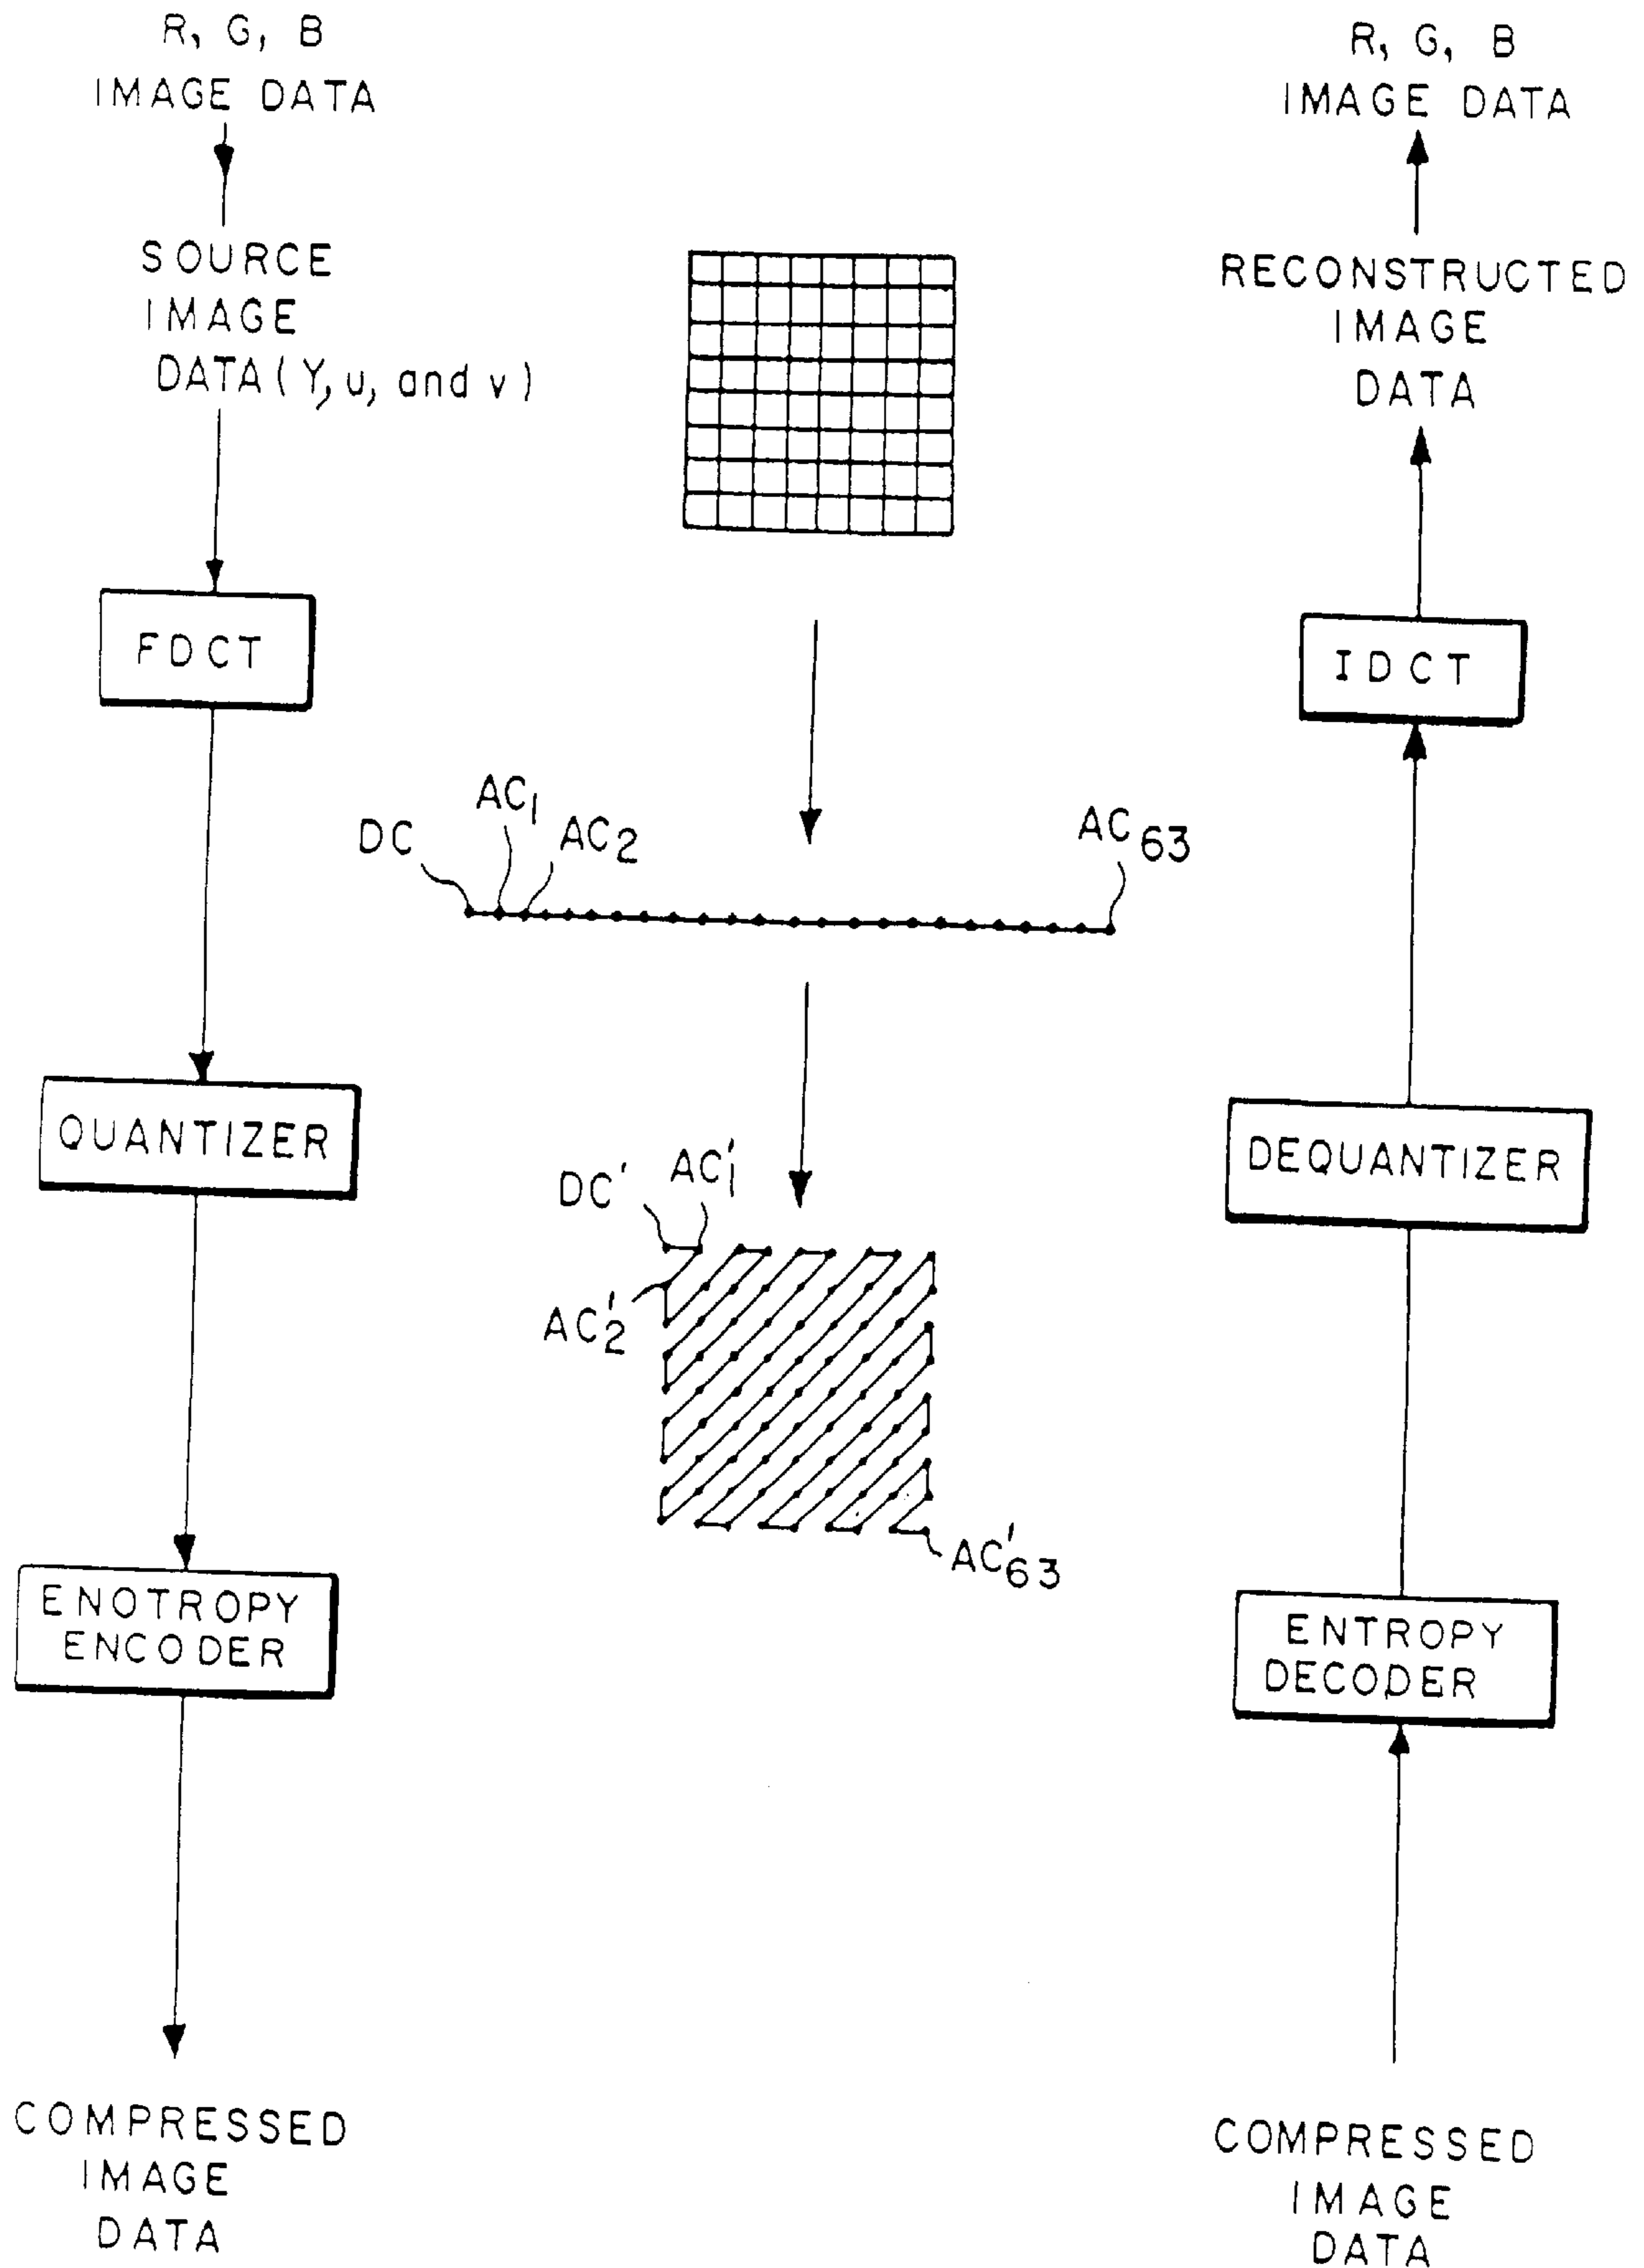 R, G, B
IMAGE DATA
SOURCE
IMAGE
DATA (Y, u, and v)
FDCT
QUANTIZER
ENOTROPY
ENCODER
COMPRESSED
IMAGE
DATA
DC
AC1
AC2
AC63
DC'
AC'1
AC'2
AC'63
R, G, B
IMAGE DATA
RECONSTRUCTED
IMAGE
DATA
IDCT
DEQUANTIZER
ENTROPY
DECODER
COMPRESSED
IMAGE
DATA